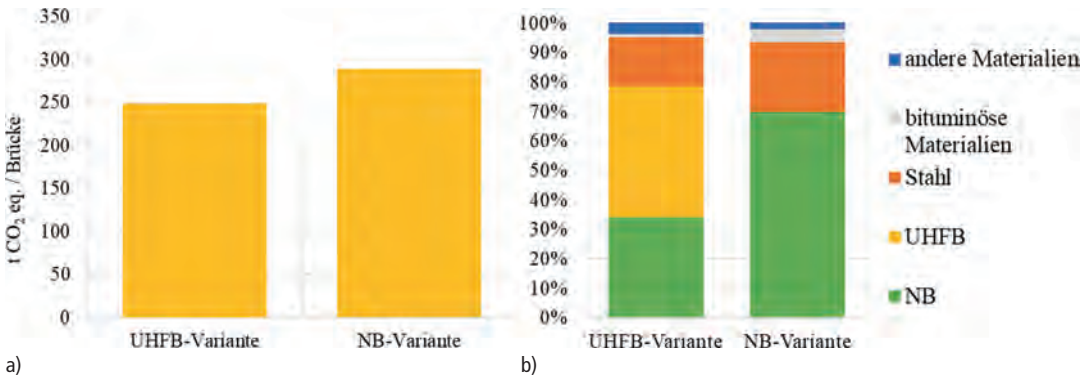 350
300
250
200
150
100
50
0
t CO₂ eq. / Brücke
UHFB-Variante
NB-Variante
a)
100%
90%
80%
70%
60%
50%
40%
30%
20%
10%
0%
UHFB-Variante
NB-Variante
andere Materialien
bituminöse
Materialien
Stahl
UHFB
NB
b)